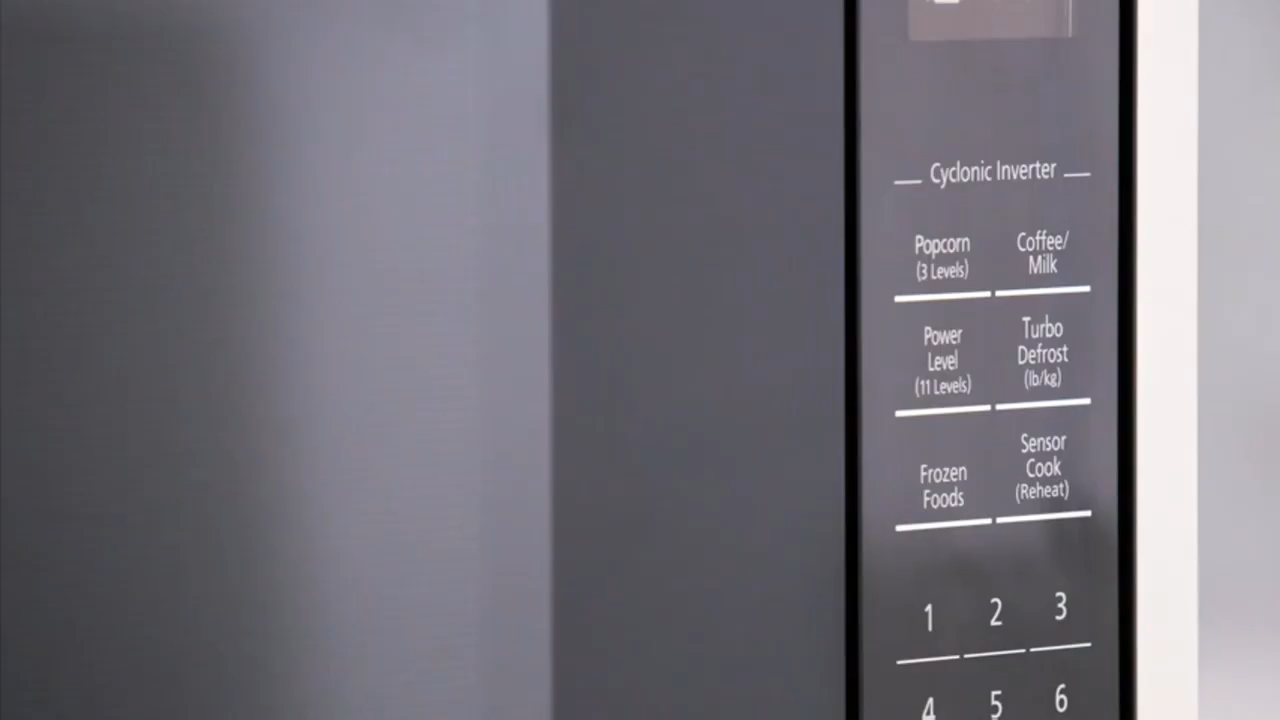 Cyclonic Inverter
Popcorn
(3 Levels)
Coffee/
Milk
Power
Level
(11 Levels)
Turbo
Defrost
(lb/kg)
Frozen
Foods
Sensor
Cook
(Reheat)
1 2 3
4 5 6